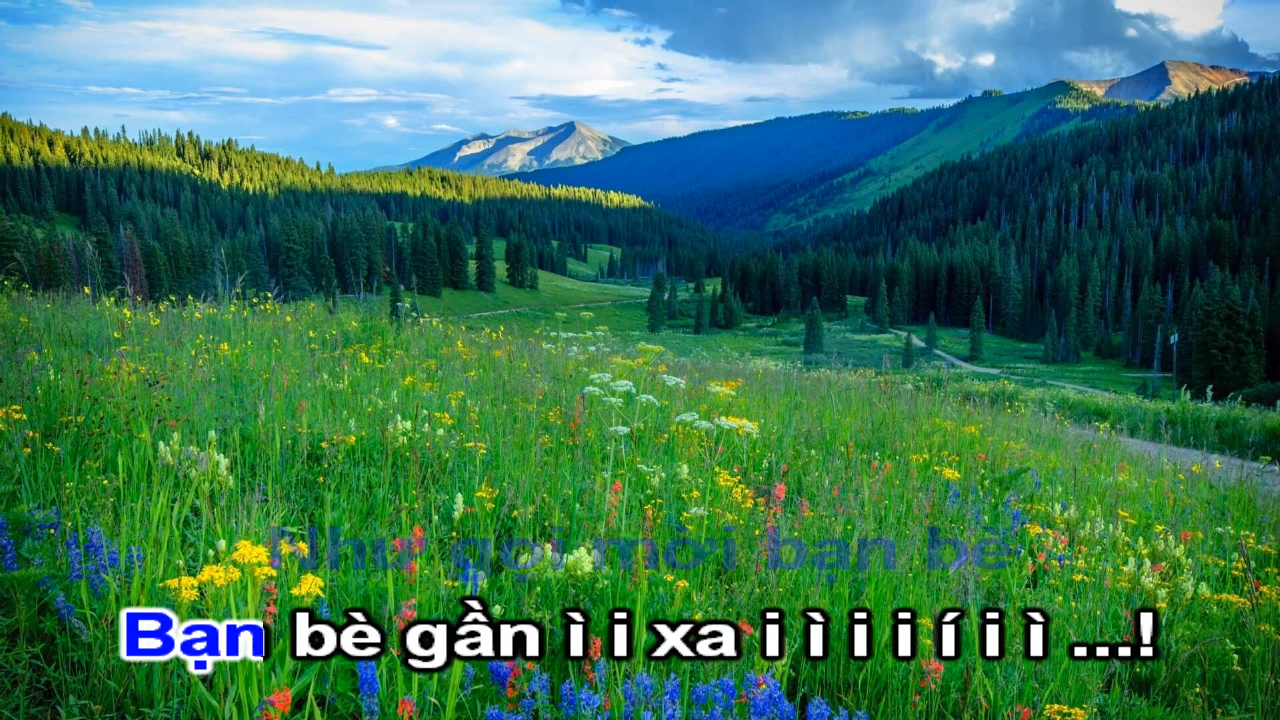 Như gọi mời bạn bè
Bạn bè gần ì i xa i ì i i í i ì ...!